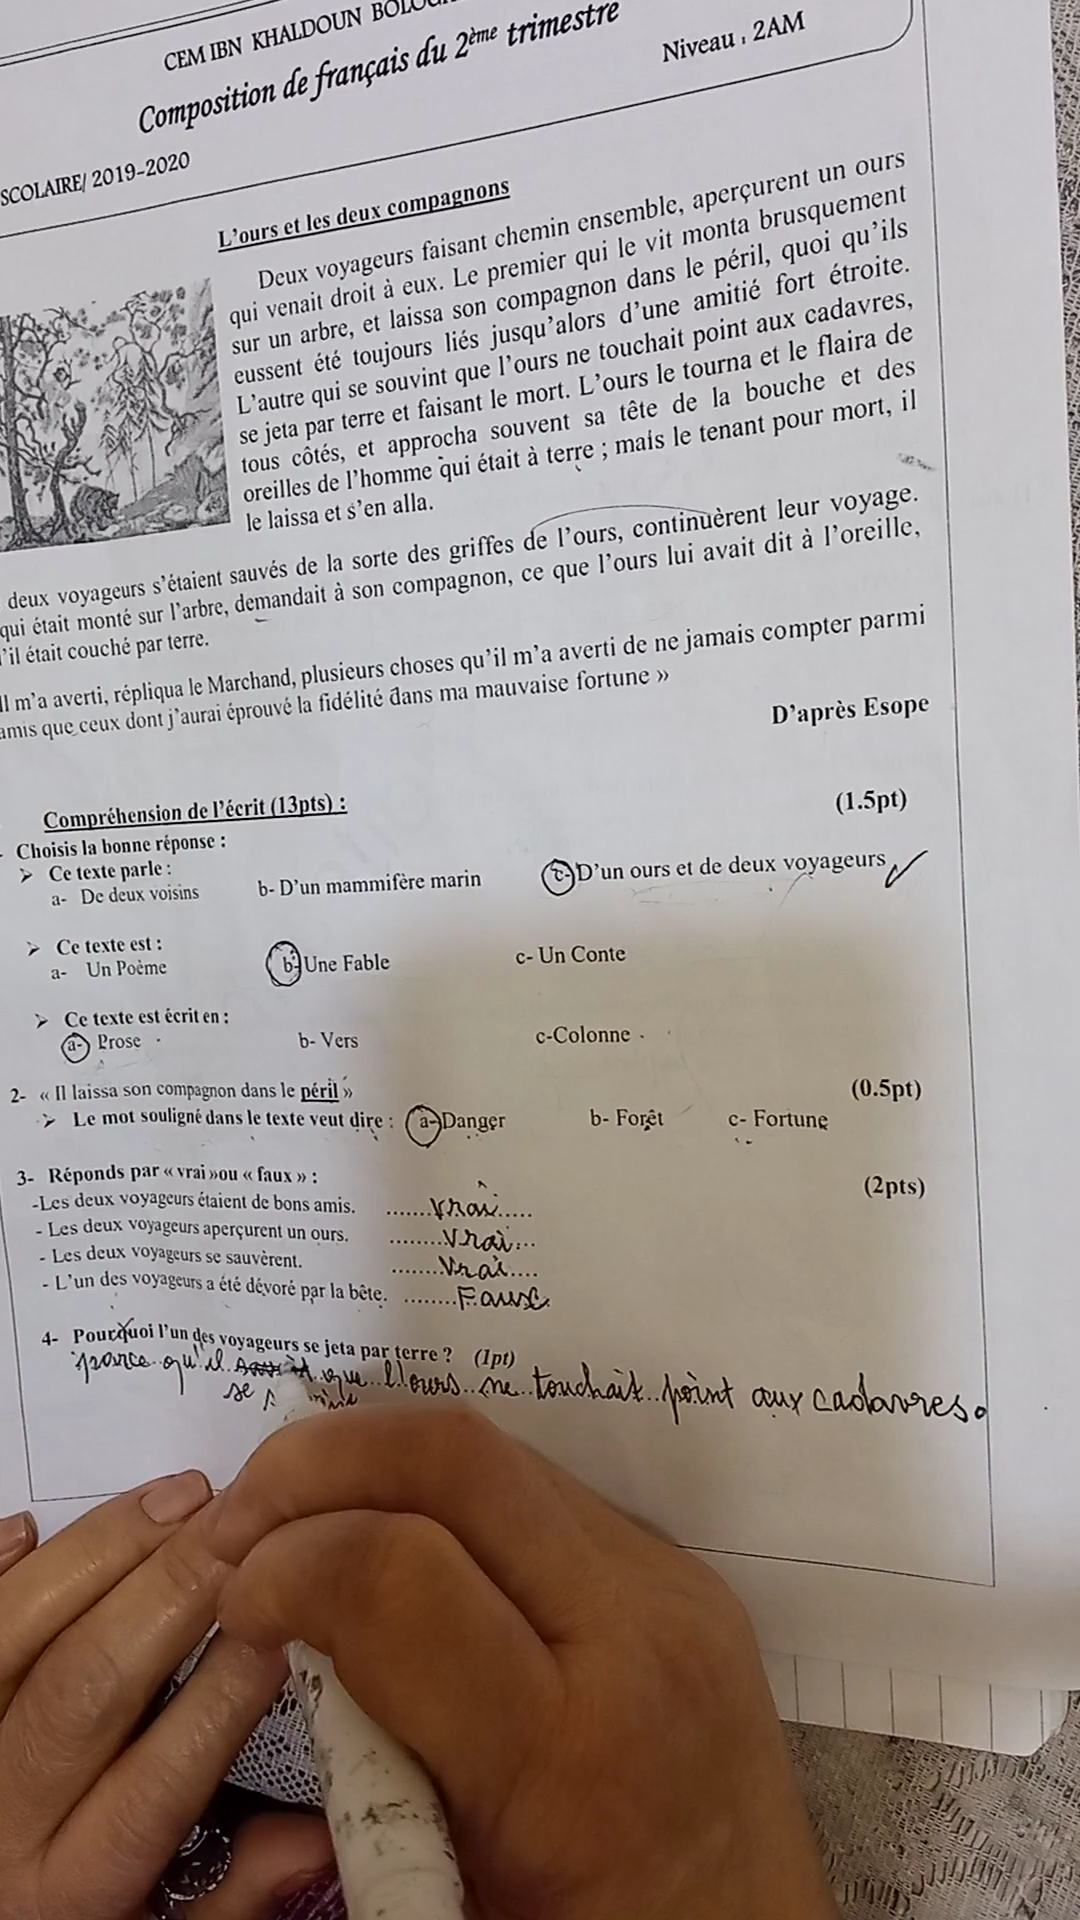 CEM IBN KHALDOUN
Composition de français du 2ème trimestre
Niveau : 2AM
SCOLAIRE/ 2019-2020
L'ours et les deux compagnons
Deux voyageurs faisant chemin ensemble, aperçurent un ours
qui venait droit à eux. Le premier qui le vit monta brusquement
sur un arbre, et laissa son compagnon dans le péril, quoi qu'ils
eussent été toujours liés jusqu'alors d'une amitié fort étroite.
L'autre qui se souvint que l'ours ne touchait point aux cadavres,
se jeta par terre et faisant le mort. L'ours le tourna et le flaira de
tous côtés, et approcha souvent sa tête de la bouche et des
oreilles de l'homme qui était à terre ; mais le tenant pour mort, il
le laissa et s'en alla.
deux voyageurs s'étaient sauvés de la sorte des griffes de l'ours, continuèrent leur voyage.
qui était monté sur l'arbre, demandait à son compagnon, ce que l'ours lui avait dit à l'oreille,
'il était couché par terre.
Il m'a averti, répliqua le Marchand, plusieurs choses qu'il m'a averti de ne jamais compter parmi
amis que ceux dont j'aurai éprouvé la fidélité dans ma mauvaise fortune »
D'après Esope
Compréhension de l'écrit (13pts) :
(1.5pt)
- Choisis la bonne réponse :
➢ Ce texte parle :
a- De deux voisins b- D'un mammifère marin c- D'un ours et de deux voyageurs
➢ Ce texte est :
a- Un Poème b- Une Fable c- Un Conte
➢ Ce texte est écrit en :
a- Prose b- Vers c-Colonne
2- « Il laissa son compagnon dans le péril » (0.5pt)
➢ Le mot souligné dans le texte veut dire : a- Danger b- Forêt c- Fortune
3- Réponds par « vrai »ou « faux » : (2pts)
-Les deux voyageurs étaient de bons amis. .......vrai.....
- Les deux voyageurs aperçurent un ours. ........vrai....
- Les deux voyageurs se sauvèrent. .......vrai....
- L'un des voyageurs a été dévoré par la bête. ........Faux.
4- Pourquoi l'un des voyageurs se jeta par terre ? (1pt)
parce qu'il que l'ours ne touchait point aux cadavres.
se